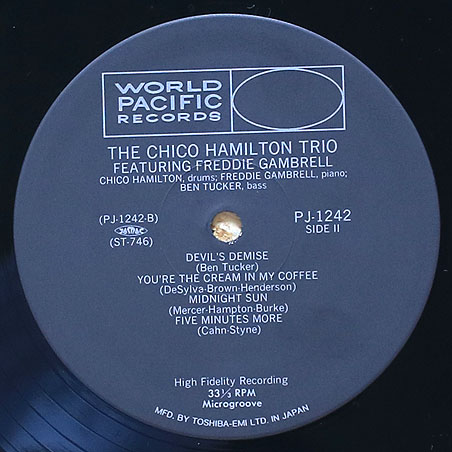 WORLD
PACIFIC
RECORDS
THE CHICO HAMILTON TRIO
FEATURING FREDDIE GAMBRELL
CHICO HAMILTON, drums; FREDDIE GAMBRELL, piano;
BEN TUCKER, bass
(PJ-1242-B)
(ST-746)
PJ-1242
SIDE II
DEVIL'S DEMISE
(Ben Tucker)
YOU'RE THE CREAM IN MY COFFEE
(DeSylva-Brown-Henderson)
MIDNIGHT SUN
(Mercer-Hampton-Burke)
FIVE MINUTES MORE
(Cahn-Styne)
High Fidelity Recording
33⅓ RPM
Microgroove
MFD. BY TOSHIBA-EMI LTD. IN JAPAN